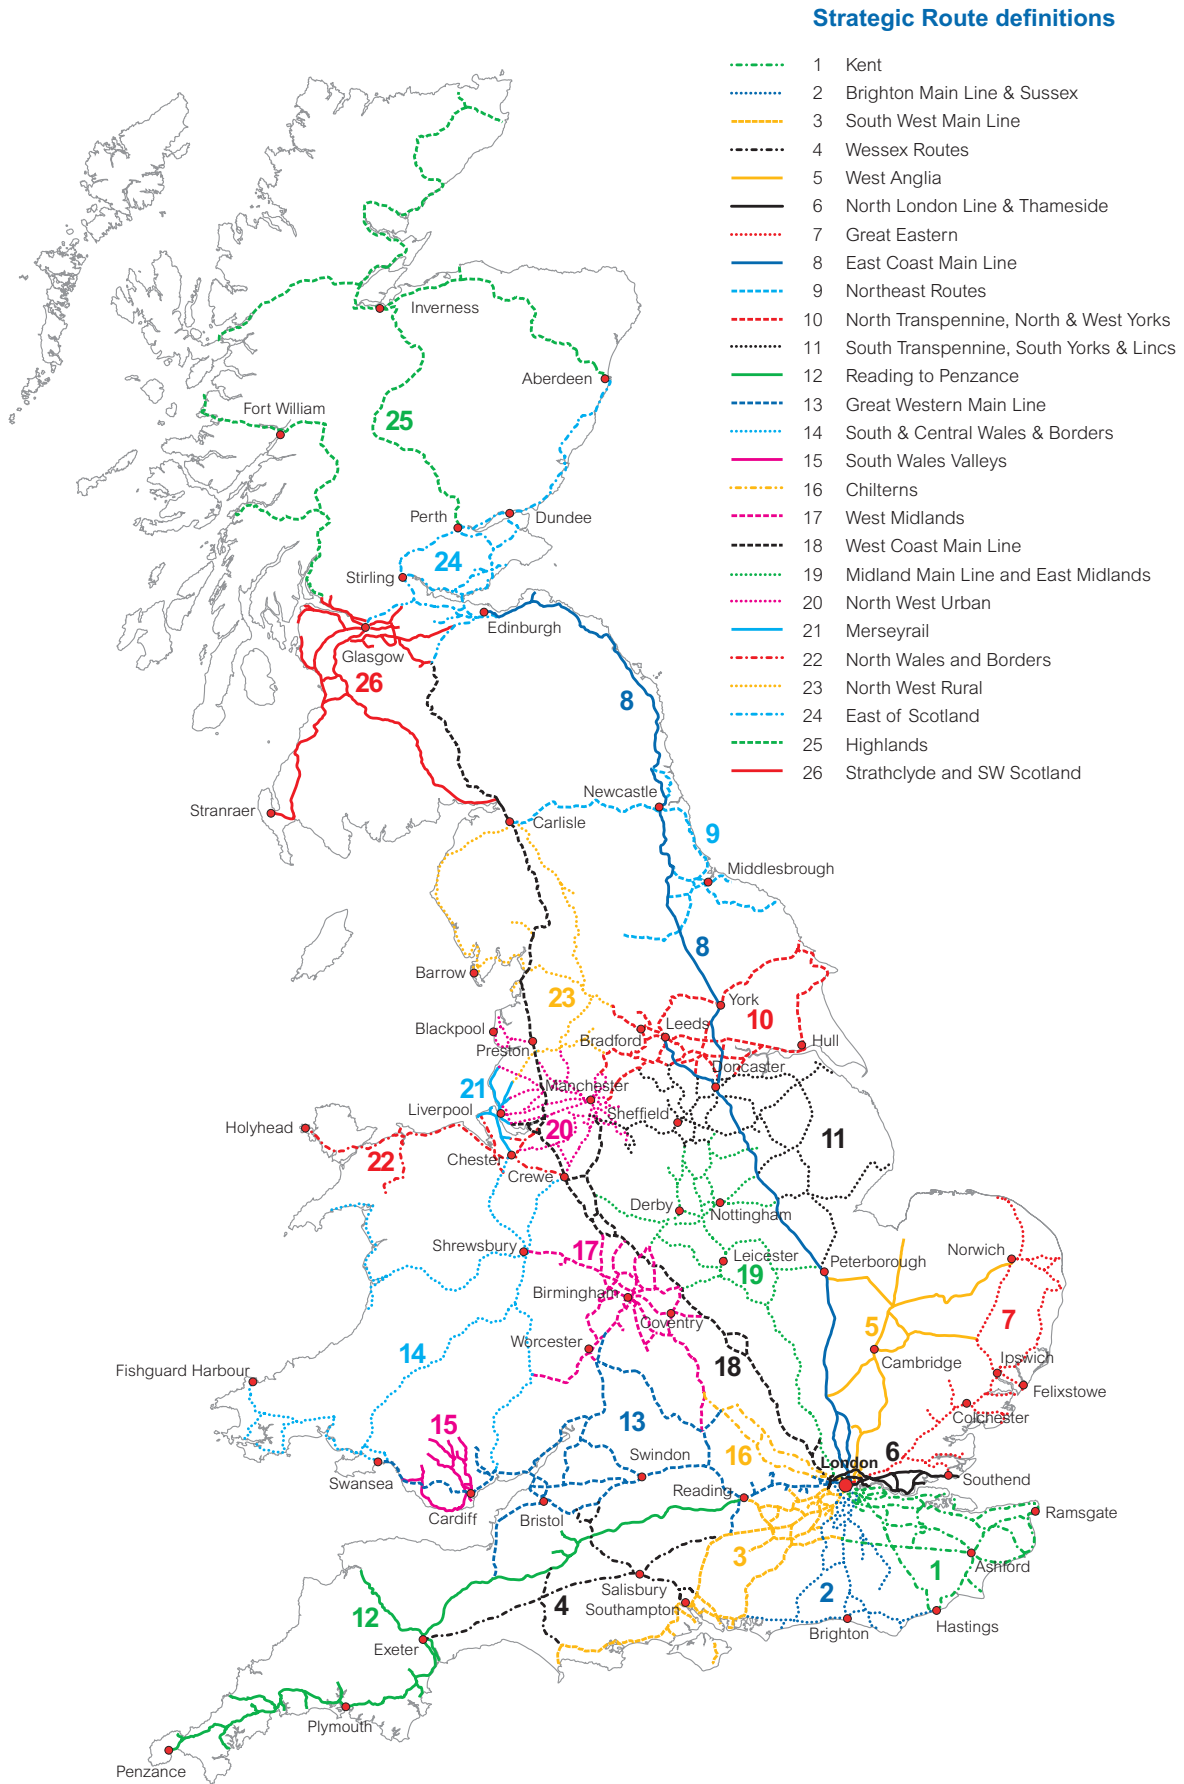 Strategic Route definitions
1 Kent
2 Brighton Main Line & Sussex
3 South West Main Line
4 Wessex Routes
5 West Anglia
6 North London Line & Thameside
7 Great Eastern
8 East Coast Main Line
9 Northeast Routes
10 North Transpennine, North & West Yorks
11 South Transpennine, South Yorks & Lincs
12 Reading to Penzance
13 Great Western Main Line
14 South & Central Wales & Borders
15 South Wales Valleys
16 Chilterns
17 West Midlands
18 West Coast Main Line
19 Midland Main Line and East Midlands
20 North West Urban
21 Merseyrail
22 North Wales and Borders
23 North West Rural
24 East of Scotland
25 Highlands
26 Strathclyde and SW Scotland
Inverness
Aberdeen
Fort William
25
Perth
Dundee
24
Stirling
Edinburgh
Glasgow
26
8
Newcastle
Stranraer
Carlisle
9
Middlesbrough
8
Barrow
23
York
10
Blackpool
Leeds
Bradford
Hull
Preston
Doncaster
21
Manchester
Liverpool
Sheffield
Holyhead
20
11
22
Chester
Crewe
Derby
Nottingham
Shrewsbury
17
Leicester
Norwich
19
Peterborough
Birmingham
Coventry
7
5
Worcester
14
18
Cambridge
Ipswich
Fishguard Harbour
Felixstowe
Colchester
15
13
16
6
Swindon
London
Swansea
Southend
Reading
Cardiff
Bristol
Ramsgate
3
Ashford
1
Salisbury
2
4
Southampton
12
Hastings
Brighton
Exeter
Plymouth
Penzance